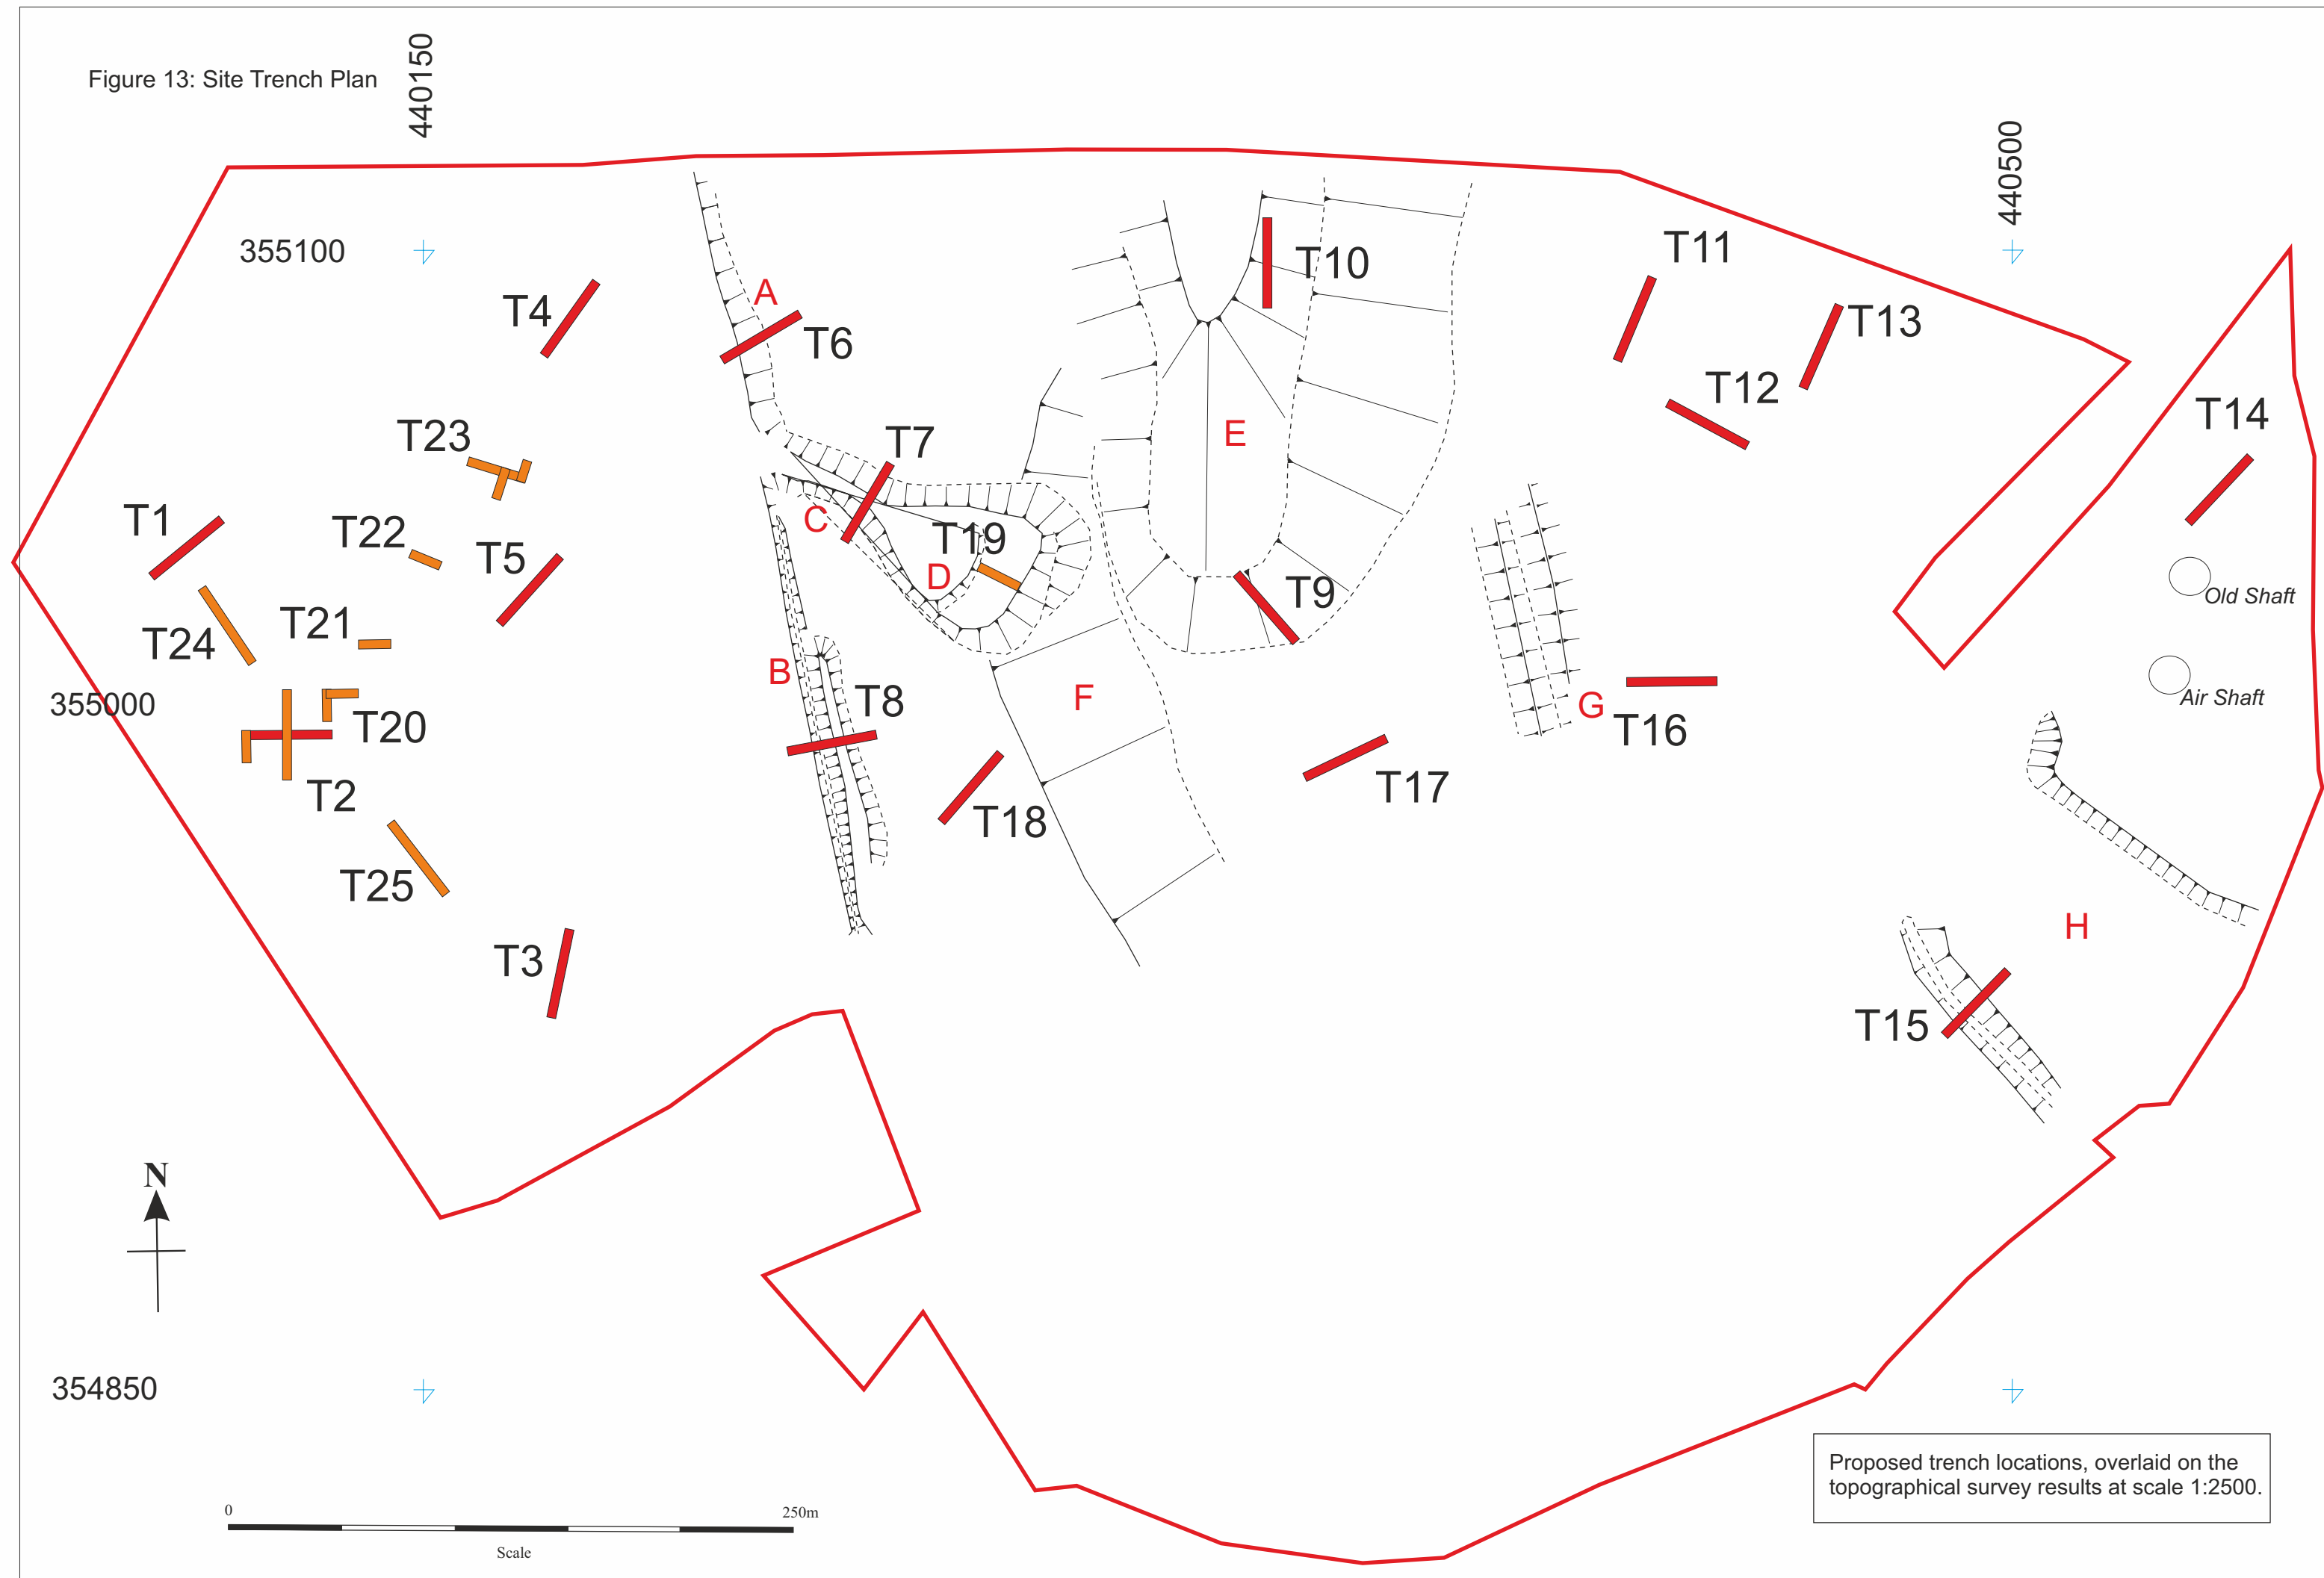 Figure 13: Site Trench Plan
440150
440500
355100
T10
T11
A
T4
T6
T13
T12
T14
T23
T7
E
T1
C
T22
T19
T5
D
T9
Old Shaft
T21
T24
B
Air Shaft
355000
F
T8
G
T20
T16
T2
T17
T18
T25
H
T3
T15
N
354850
Proposed trench locations, overlaid on the
topographical survey results at scale 1:2500.
0
250m
Scale